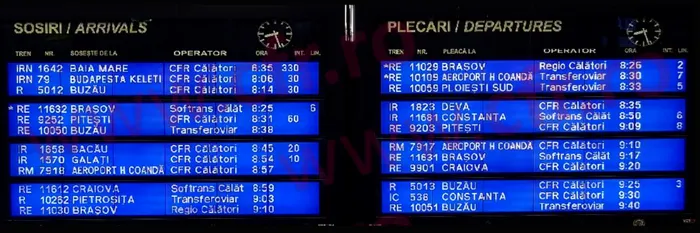 SOSIRI / ARRIVALS
TREN NR. SOSEȘTE DE LA OPERATOR ORA INT. LIN.
IRN 1642 BAIA MARE CFR Călători 8:35 330
IRN 79 BUDAPESTA KELETI CFR Călători 8:06 30
R 5012 BUZĂU CFR Călători 8:14 30
*RE 11632 BRAȘOV Softrans Călăt 8:25 6
RE 9252 PITEȘTI CFR Călători 8:31 60
RE 10050 BUZĂU Transferoviar 8:38
IR 1658 BACĂU CFR Călători 8:45 20
IR 1570 GALAȚI CFR Călători 8:54 10
RM 7918 AEROPORT H COANDĂ CFR Călători 8:57
RE 11612 CRAIOVA Softrans Călăt 8:59
R 10262 PIETROȘIȚA Transferoviar 9:03
RE 11030 BRAȘOV Regio Călători 9:10
PLECARI / DEPARTURES
TREN NR. PLEACĂ LA OPERATOR ORA INT. LIN.
*RE 11029 BRAȘOV Regio Călători 8:26 2
*RE 10109 AEROPORT H COANDĂ Transferoviar 8:30 7
RE 10059 PLOIEȘTI SUD Transferoviar 8:33 5
IR 1823 DEVA CFR Călători 8:35
IR 11681 CONSTANȚA Softrans Călăt 8:50 6
RE 9203 PITEȘTI CFR Călători 9:09 8
RM 7917 AEROPORT H COANDĂ CFR Călători 9:10
RE 11631 BRAȘOV Softrans Călăt 9:17
RE 9901 CRAIOVA CFR Călători 9:20
R 5013 BUZĂU CFR Călători 9:25 3
IC 536 CONSTANȚA CFR Călători 9:30
RE 10051 BUZĂU Transferoviar 9:40